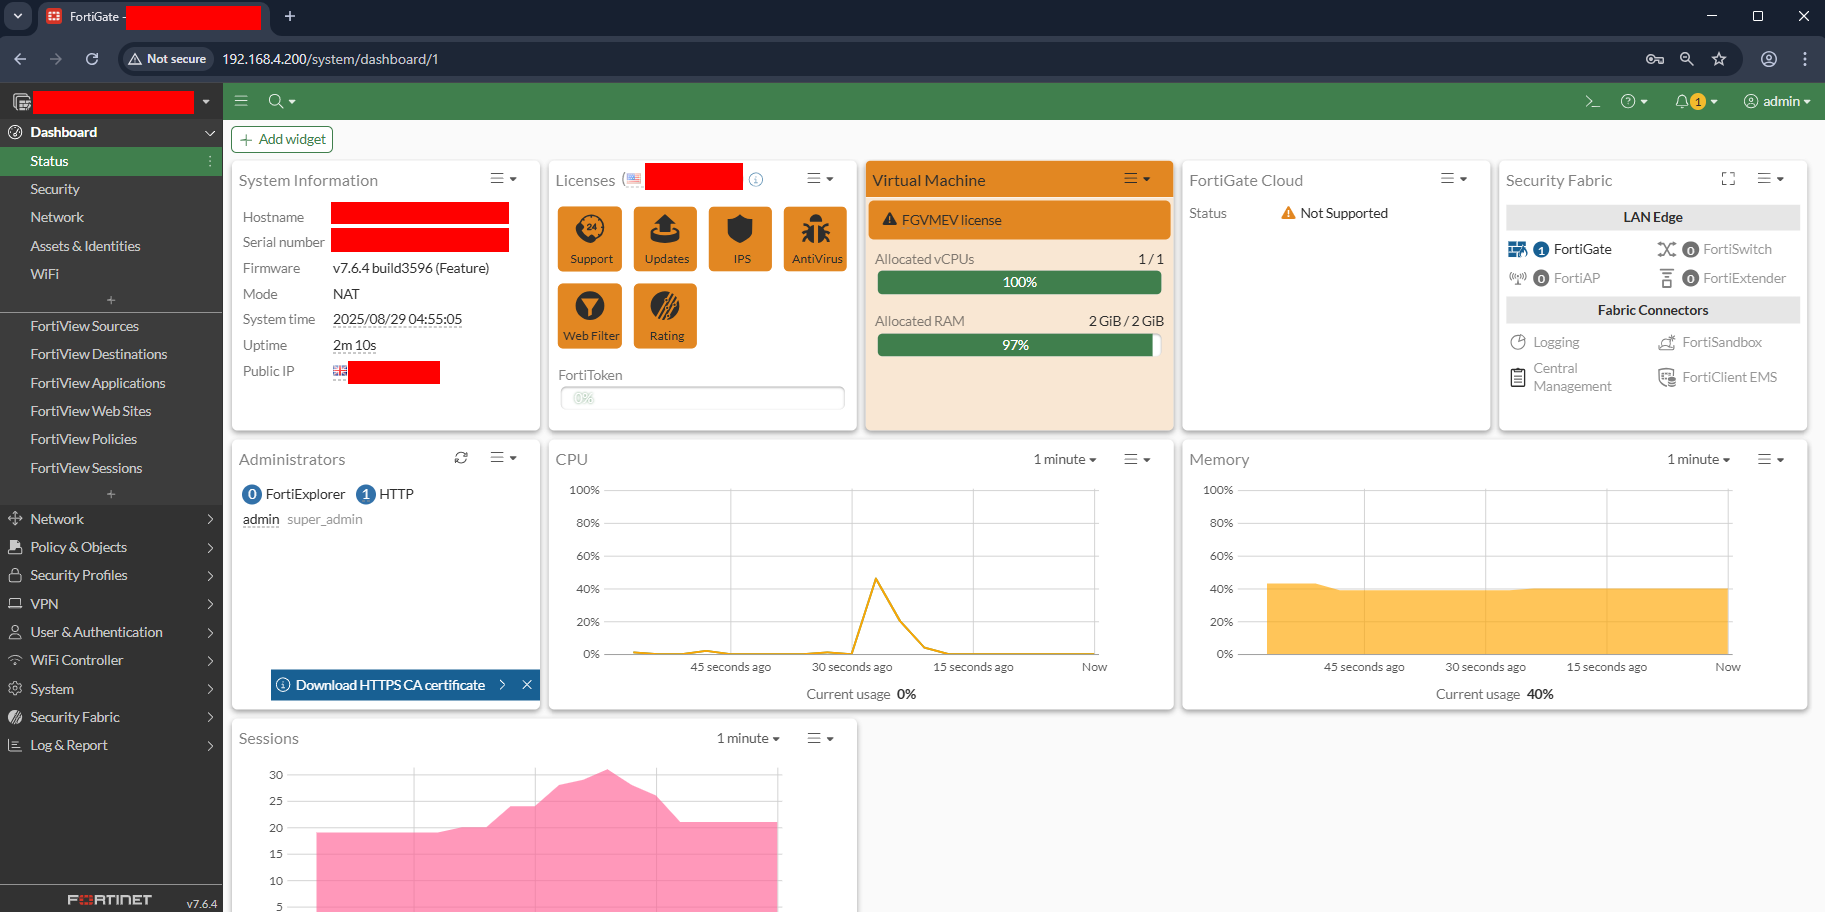 FortiGate -
Not secure
192.168.4.200/system/dashboard/1
1
admin
Dashboard
Status
Security
Network
Assets & Identities
WiFi
FortiView Sources
FortiView Destinations
FortiView Applications
FortiView Web Sites
FortiView Policies
FortiView Sessions
Network
Policy & Objects
Security Profiles
VPN
User & Authentication
WiFi Controller
System
Security Fabric
Log & Report
FORTINET
v7.6.4
Add widget
System Information
Hostname
Serial number
Firmware v7.6.4 build3596 (Feature)
Mode NAT
System time 2025/08/29 04:55:05
Uptime 2m 10s
Public IP
Licenses (
24
Support
Updates
IPS
AntiVirus
Web Filter
Rating
FortiToken
0%
Virtual Machine
FGVMEV license
Allocated vCPUs 1 / 1
100%
Allocated RAM 2 GiB / 2 GiB
97%
FortiGate Cloud
Status Not Supported
Security Fabric
LAN Edge
1 FortiGate
0 FortiSwitch
0 FortiAP
0 FortiExtender
Fabric Connectors
Logging
FortiSandbox
Central
Management
FortiClient EMS
Administrators
0 FortiExplorer 1 HTTP
admin super_admin
Download HTTPS CA certificate
CPU
1 minute
100%
80%
60%
40%
20%
0%
45 seconds ago 30 seconds ago 15 seconds ago Now
Current usage 0%
Memory
1 minute
100%
80%
60%
40%
20%
0%
45 seconds ago 30 seconds ago 15 seconds ago Now
Current usage 40%
Sessions
1 minute
30
25
20
15
10
5